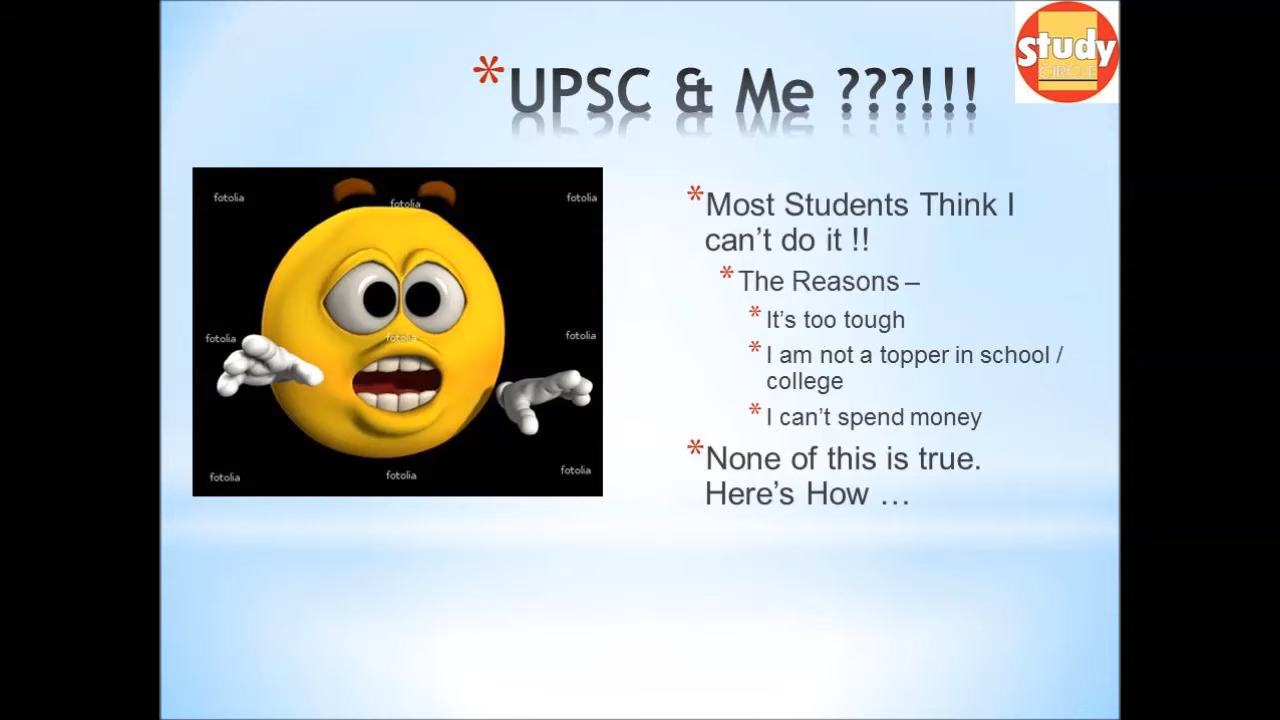 *UPSC & Me ???!!!
study
fotolia
fotolia
fotolia
fotolia
fotolia
fotolia
fotolia
fotolia
fotolia
*Most Students Think I
can’t do it !!
*The Reasons –
*It’s too tough
*I am not a topper in school /
college
*I can’t spend money
*None of this is true.
Here’s How …